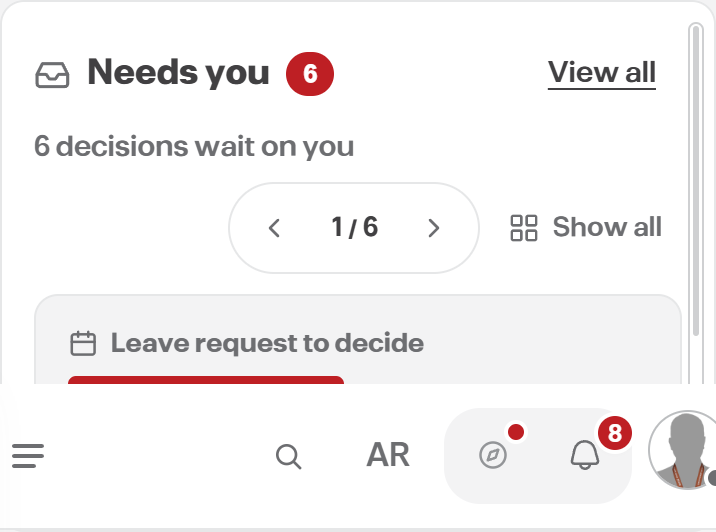 Needs you 6 View all
6 decisions wait on you
1 / 6 Show all
Leave request to decide
AR 8